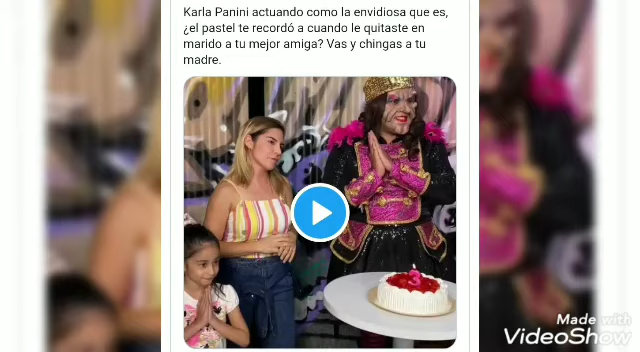 Karla Panini actuando como la envidiosa que es,
¿el pastel te recordó a cuando le quitaste en
marido a tu mejor amiga? Vas y chingas a tu
madre.
3
Made with
VideoShow